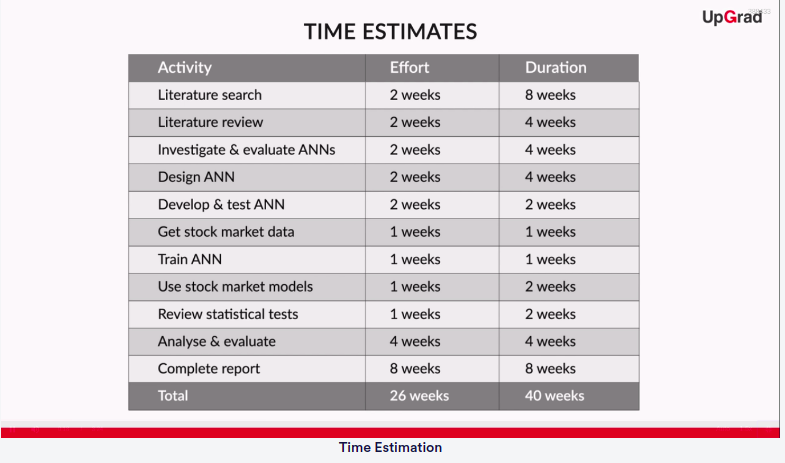 UpGrad
TIME ESTIMATES
Activity Effort Duration
Literature search 2 weeks 8 weeks
Literature review 2 weeks 4 weeks
Investigate & evaluate ANNs 2 weeks 4 weeks
Design ANN 2 weeks 4 weeks
Develop & test ANN 2 weeks 2 weeks
Get stock market data 1 weeks 1 weeks
Train ANN 1 weeks 1 weeks
Use stock market models 1 weeks 2 weeks
Review statistical tests 1 weeks 2 weeks
Analyse & evaluate 4 weeks 4 weeks
Complete report 8 weeks 8 weeks
Total 26 weeks 40 weeks
Time Estimation